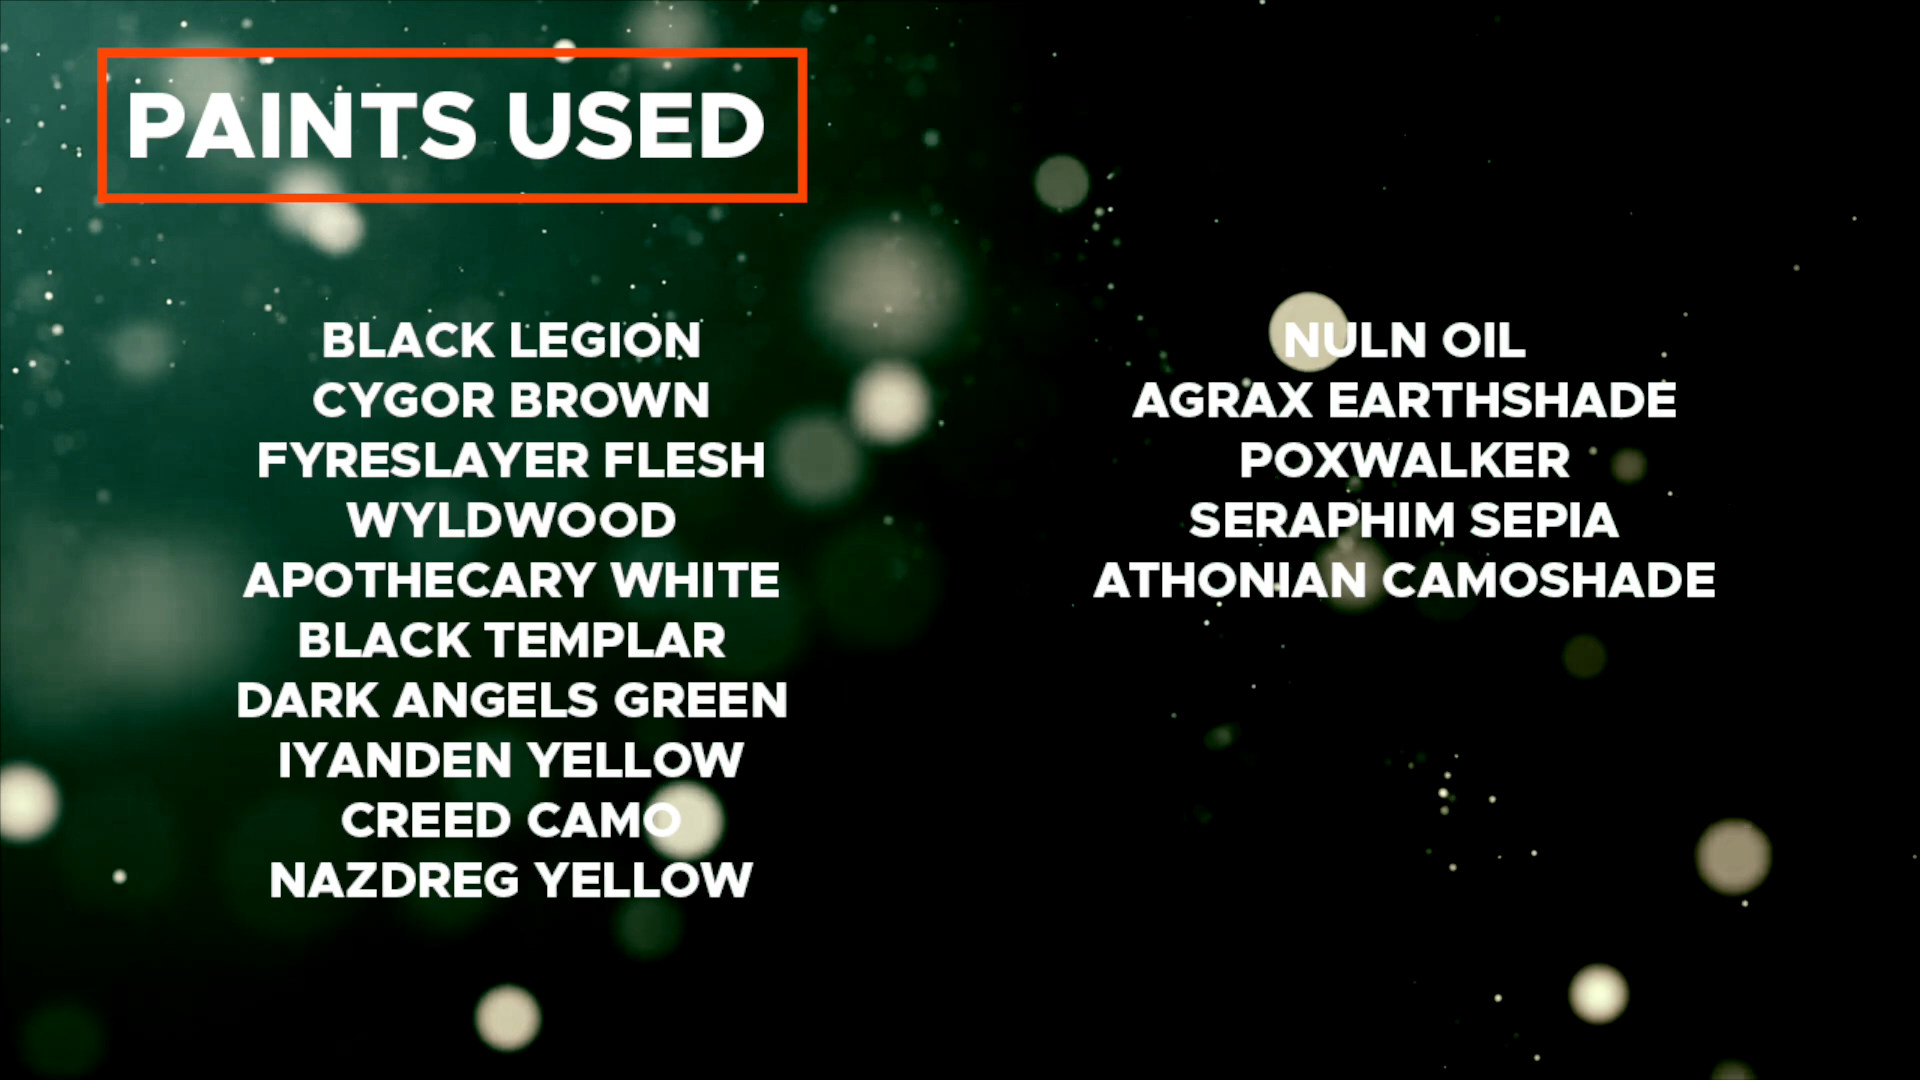 PAINTS USED
BLACK LEGION
CYGOR BROWN
FYRESLAYER FLESH
WYLDWOOD
APOTHECARY WHITE
BLACK TEMPLAR
DARK ANGELS GREEN
IYANDEN YELLOW
CREED CAMO
NAZDREG YELLOW
NULN OIL
AGRAX EARTHSHADE
POXWALKER
SERAPHIM SEPIA
ATHONIAN CAMOSHADE